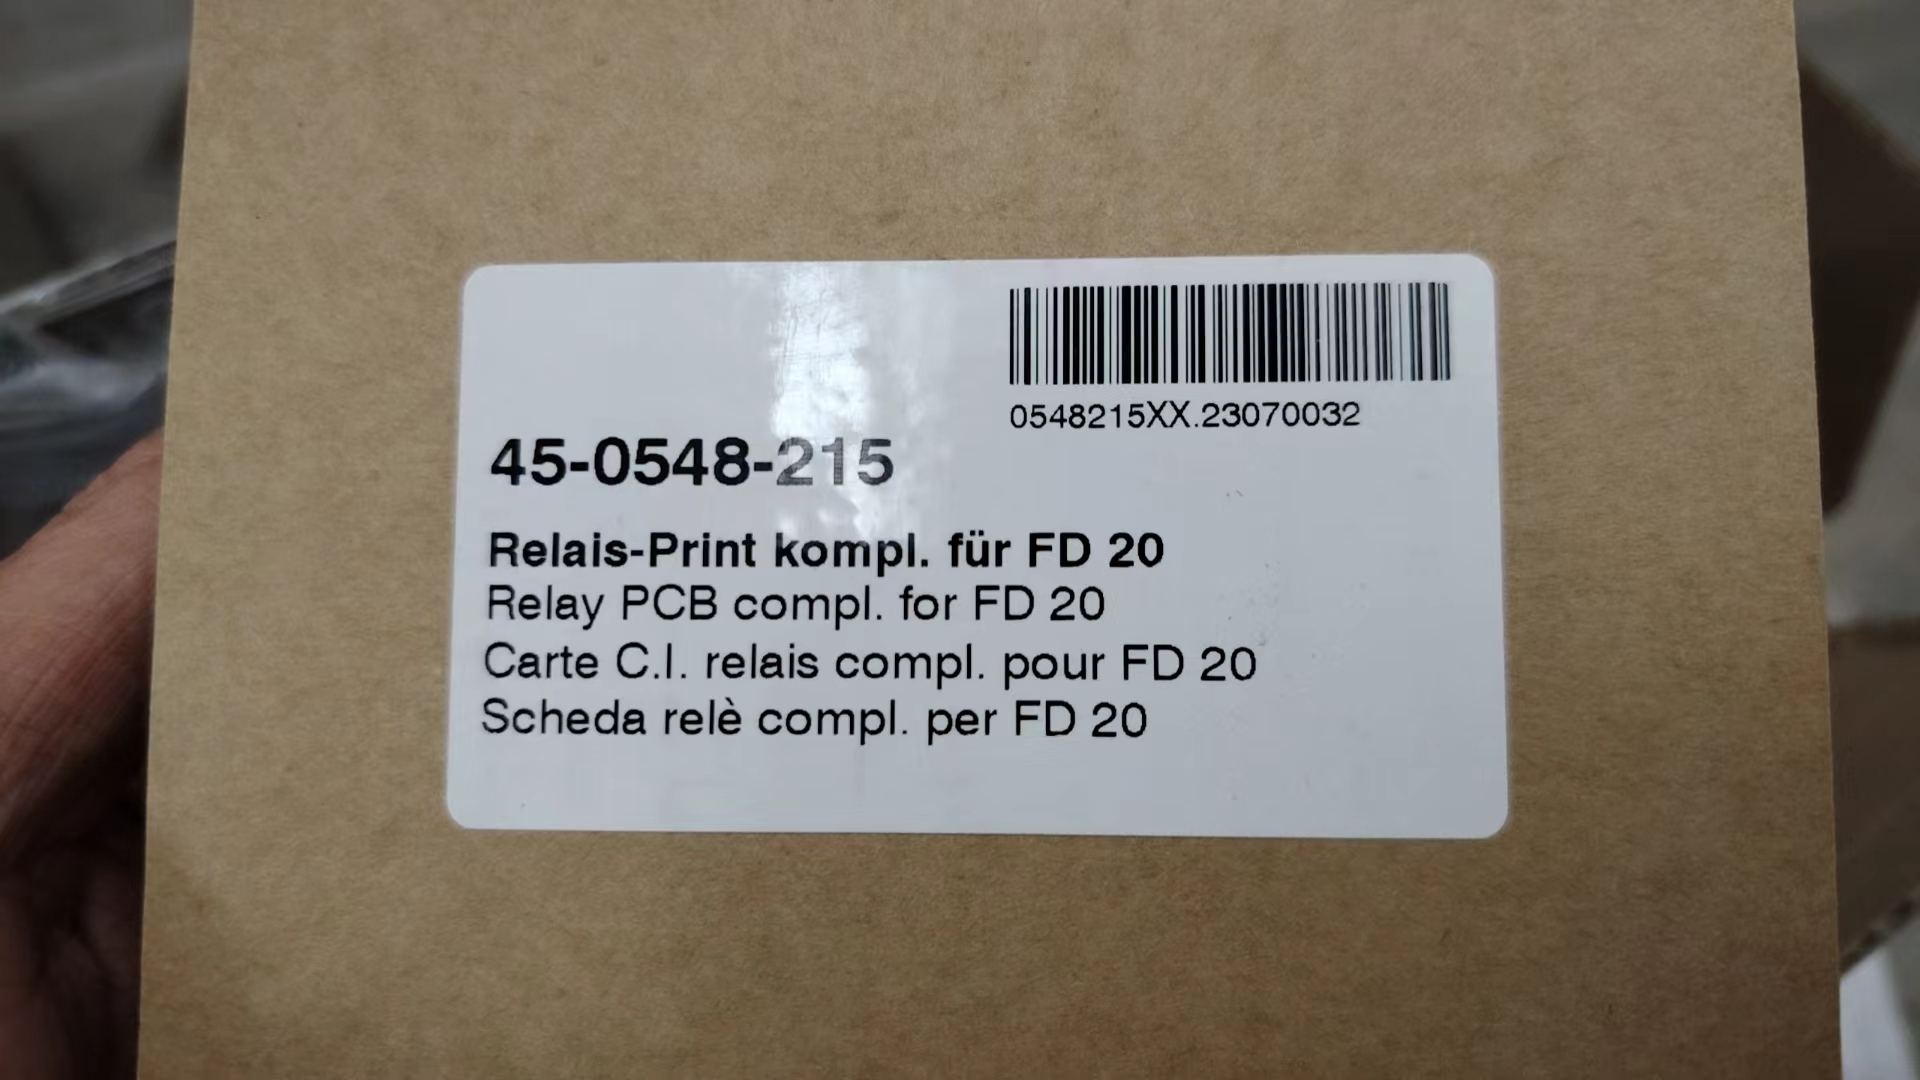 0548215XX.23070032
45-0548-215
Relais-Print kompl. für FD 20
Relay PCB compl. for FD 20
Carte C.I. relais compl. pour FD 20
Scheda relè compl. per FD 20